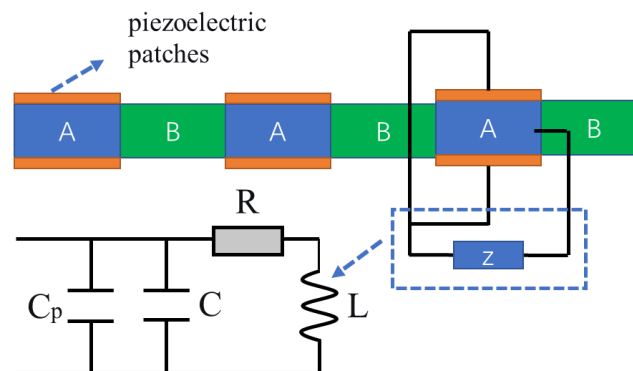 piezoelectric
patches
A B A B A B
R
Z
Cp C L